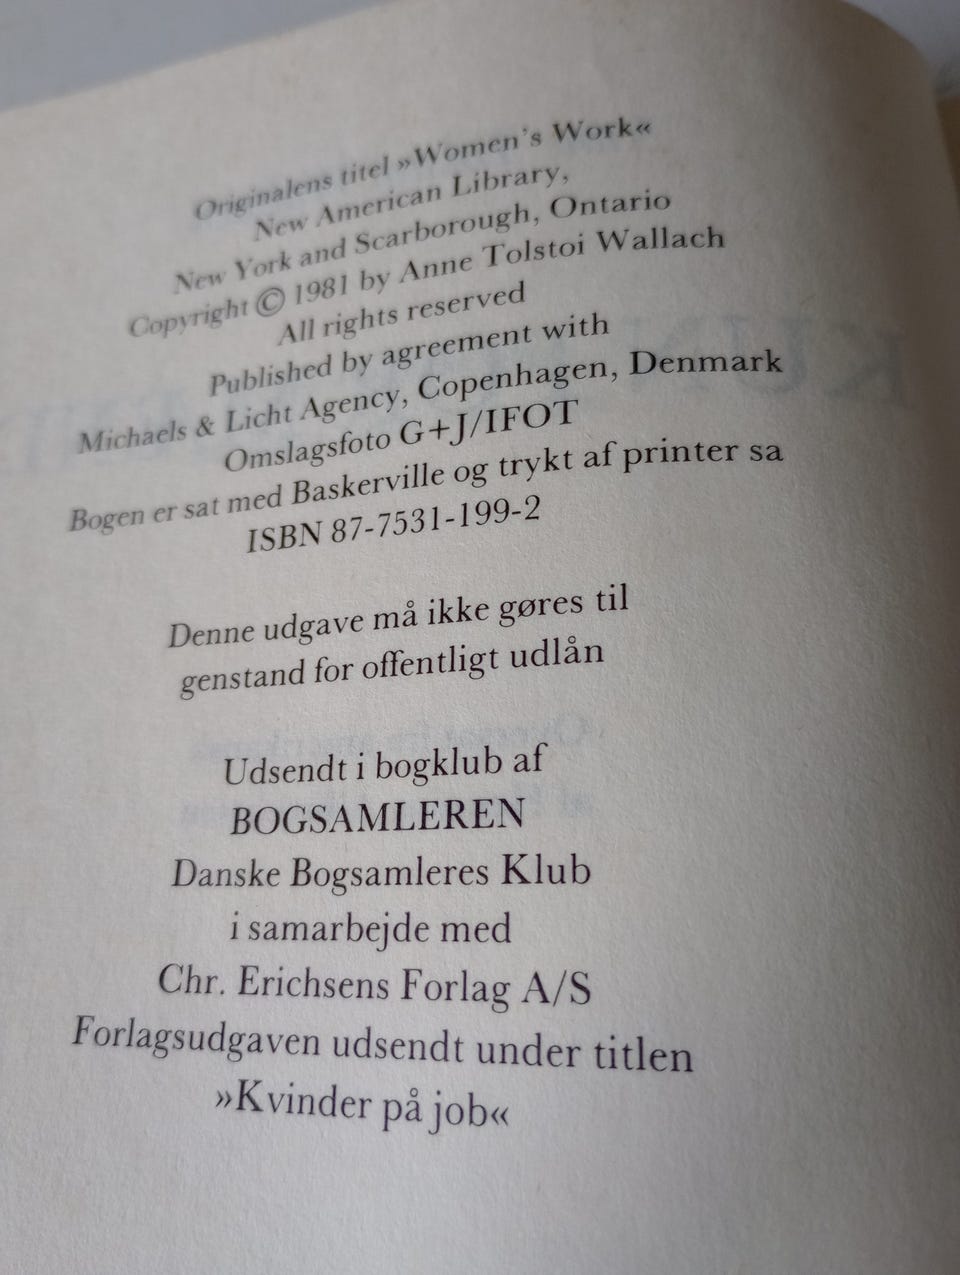 Originalens titel »Women's Work«
New American Library,
New York and Scarborough, Ontario
Copyright © 1981 by Anne Tolstoi Wallach
All rights reserved
Published by agreement with
Michaels & Licht Agency, Copenhagen, Denmark
Omslagsfoto G+J/IFOT
Bogen er sat med Baskerville og trykt af printer sa
ISBN 87-7531-199-2
Denne udgave må ikke gøres til
genstand for offentligt udlån
Udsendt i bogklub af
BOGSAMLEREN
Danske Bogsamleres Klub
i samarbejde med
Chr. Erichsens Forlag A/S
Forlagsudgaven udsendt under titlen
»Kvinder på job«